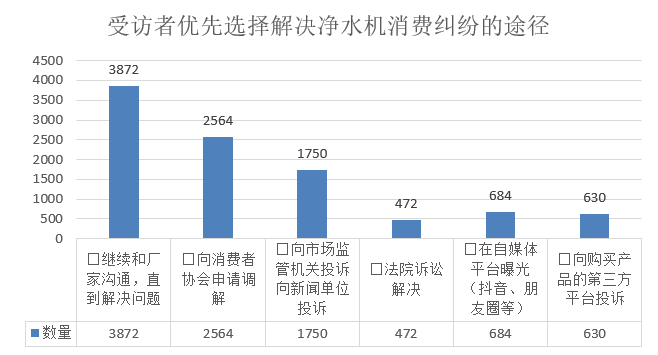 受访者优先选择解决净水机消费纠纷的途径
4500
4000
3500
3000
2500
2000
1500
1000
500
0
3872
2564
1750
472
684
630
□继续和厂
家沟通，直
到解决问题
□向消费者
协会申请调
解
□向市场监
管机关投诉
向新闻单位
投诉
□法院诉讼
解决
□在自媒体
平台曝光
（抖音、朋
友圈等）
□向购买产
品的第三方
平台投诉
数量
3872
2564
1750
472
684
630